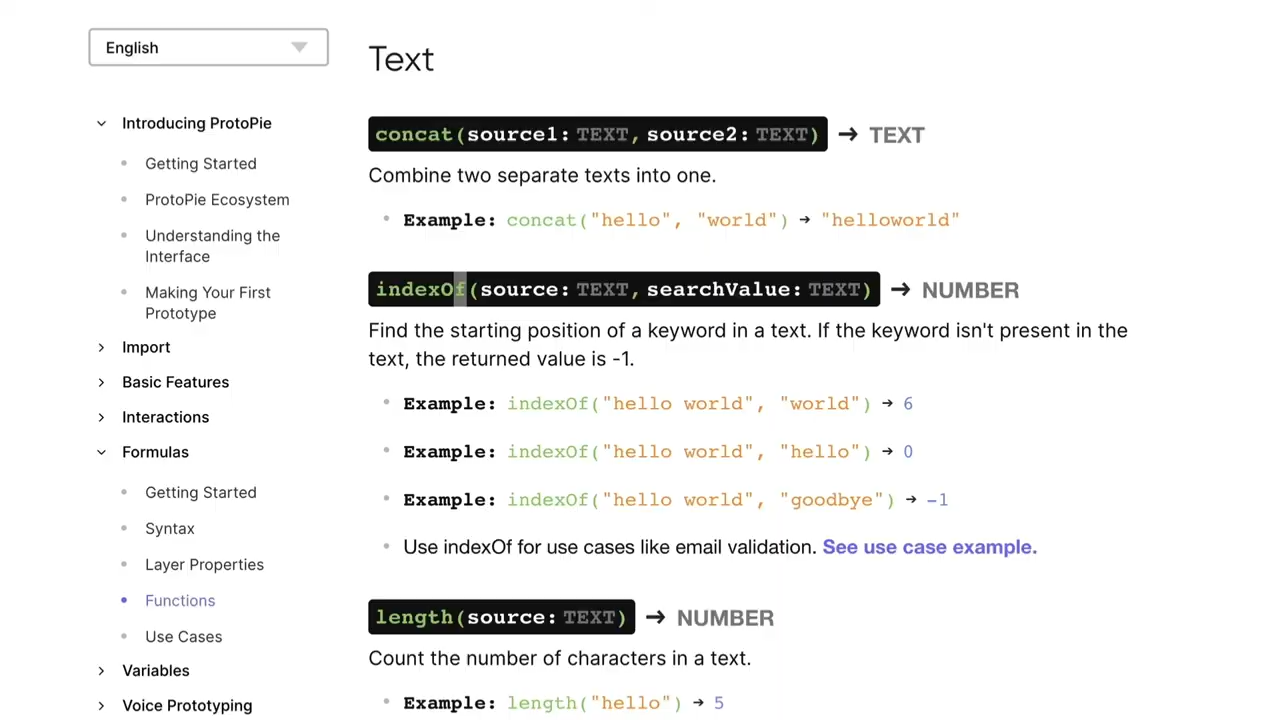 English
Introducing ProtoPie
Getting Started
ProtoPie Ecosystem
Understanding the
Interface
Making Your First
Prototype
Import
Basic Features
Interactions
Formulas
Getting Started
Syntax
Layer Properties
Functions
Use Cases
Variables
Voice Prototyping
Text
concat(source1: TEXT, source2: TEXT) → TEXT
Combine two separate texts into one.
Example: concat("hello", "world") → "helloworld"
indexOf(source: TEXT, searchValue: TEXT) → NUMBER
Find the starting position of a keyword in a text. If the keyword isn't present in the
text, the returned value is -1.
Example: indexOf("hello world", "world") → 6
Example: indexOf("hello world", "hello") → 0
Example: indexOf("hello world", "goodbye") → -1
Use indexOf for use cases like email validation. See use case example.
length(source: TEXT) → NUMBER
Count the number of characters in a text.
Example: length("hello") → 5